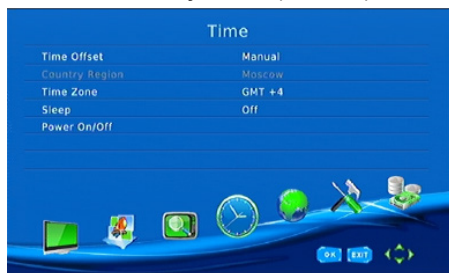 Time
Time Offset Manual
Country Region Moscow
Time Zone GMT +4
Sleep Off
Power On/Off
OK EXIT